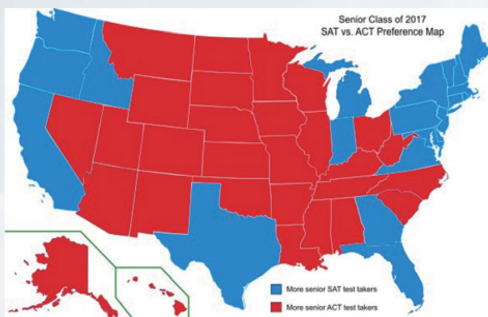 Senior Class of 2017
SAT vs. ACT Preference Map
More senior SAT test takers
More senior ACT test takers